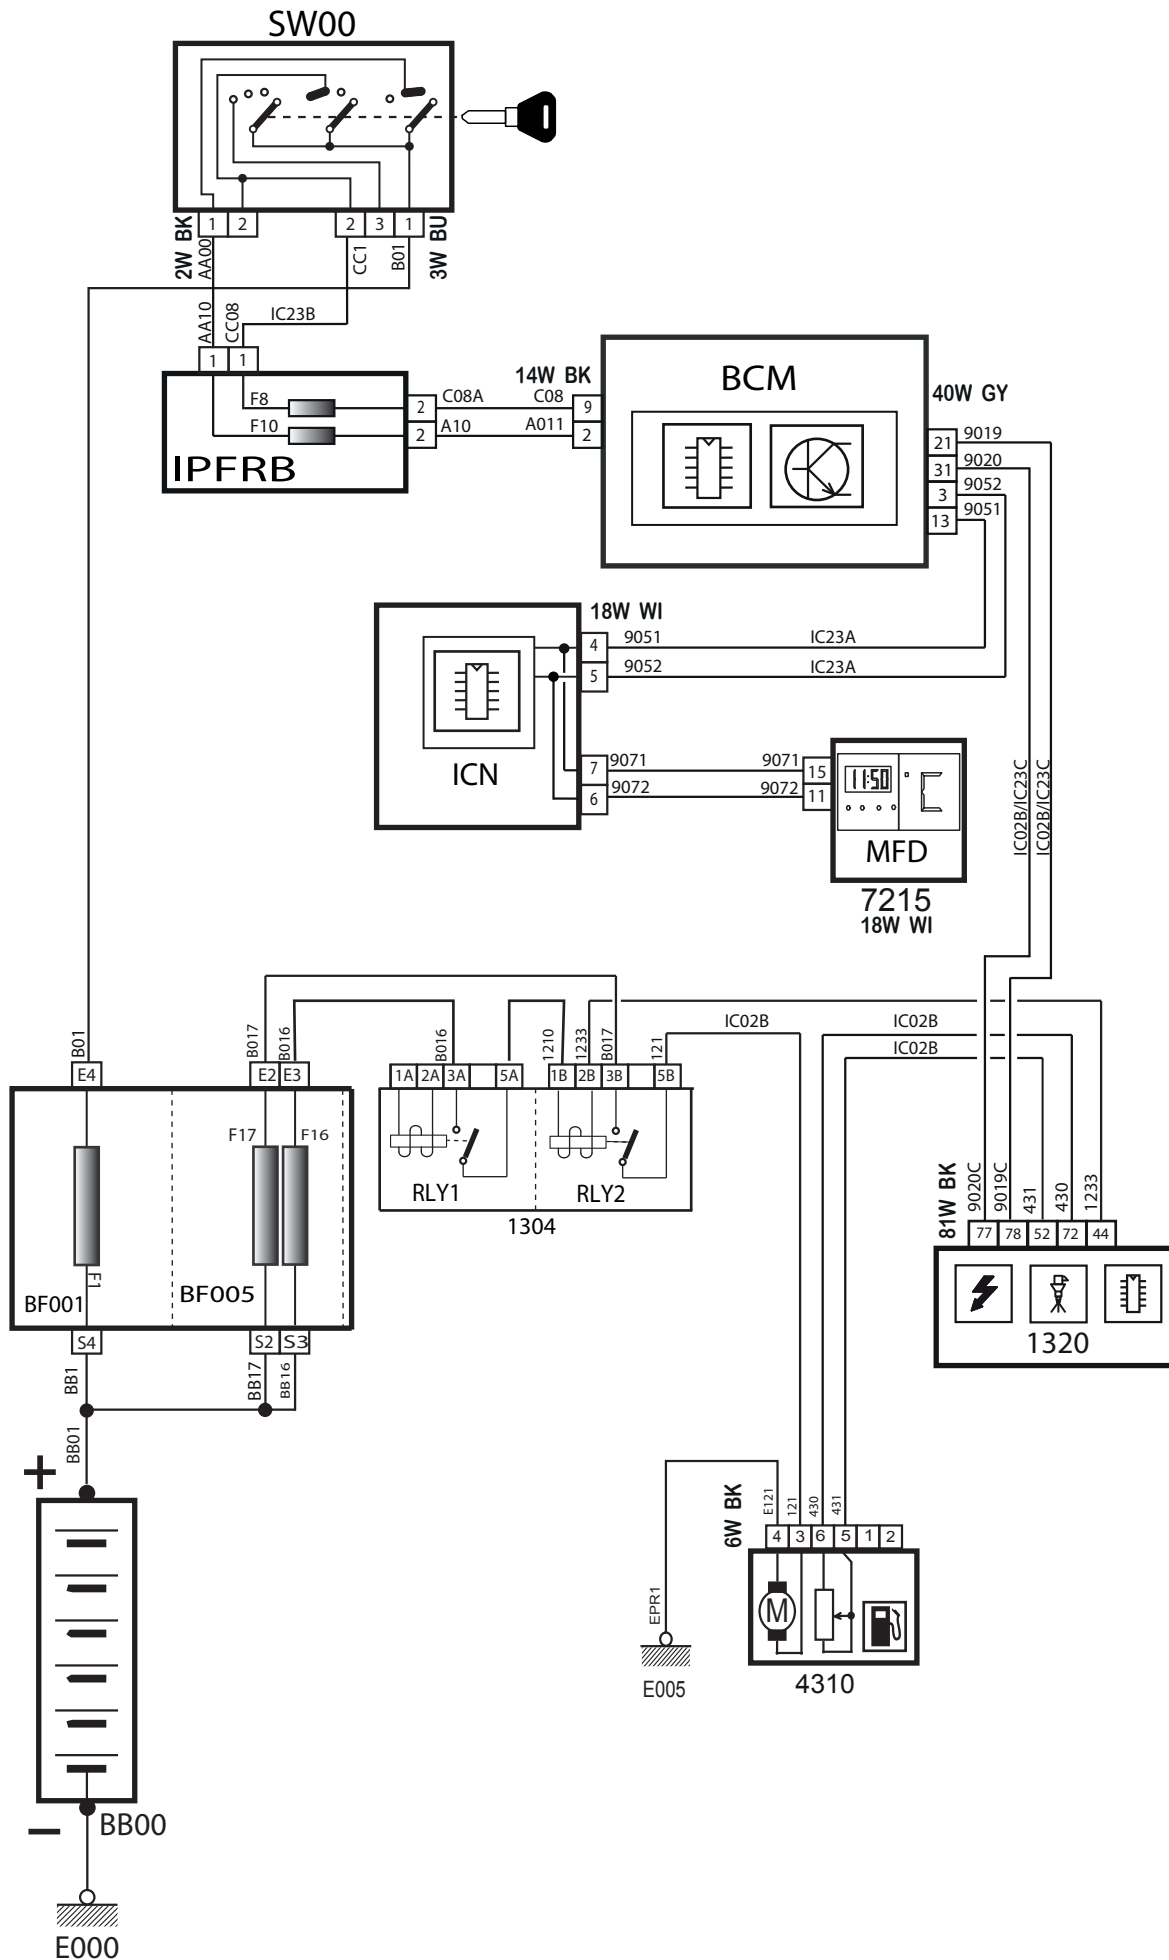 SW00
1 2 2 3 1
2W BK
AA00
CC1
B01
3W BU
AA10
CC08
IC23B
1 1
F8
F10
IPFRB
2 C08A C08 9
2 A10 A011 2
14W BK
BCM
40W GY
21 9019
31 9020
3 9052
13 9051
18W WI
4 9051 IC23A
5 9052 IC23A
ICN
7 9071 9071 15
6 9072 9072 11
11:50
MFD
7215
18W WI
IC02B/IC23C
IC02B/IC23C
B01
B017
B016
B016
1210
1233
B017
121
IC02B
IC02B
IC02B
E4 E2 E3
1A 2A 3A 5A 1B 2B 3B 5B
F17 F16
F1
BF001
BF005
RLY1
RLY2
1304
S4 S2 S3
BB1
BB17
BB16
BB01
81W BK
9020C
9019C
431
430
1233
77 78 52 72 44
1320
+
6W BK
E121
121
430
431
4 3 6 5 1 2
M
EPR1
E005
4310
BB00
−
E000